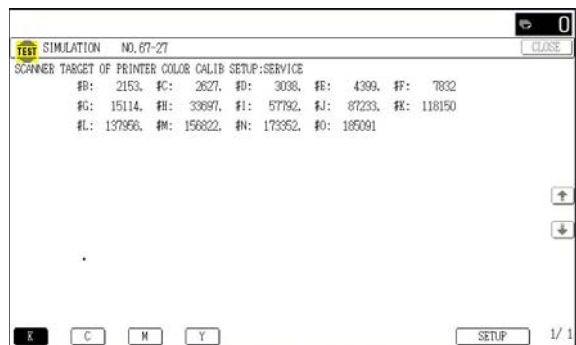 0
TEST SIMULATION NO.67-27 CLOSE
SCANNER TARGET OF PRINTER COLOR CALIB SETUP:SERVICE
#B: 2153, #C: 2627, #D: 3038, #E: 4399, #F: 7832
#G: 15114, #H: 33697, #I: 57792, #J: 87233, #K: 118150
#L: 137956, #M: 156822, #N: 173352, #O: 185091
K C M Y SETUP 1/1